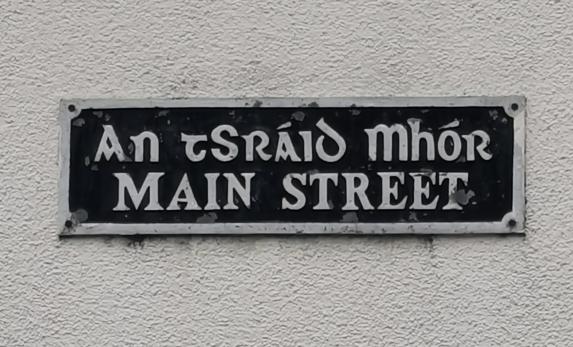 An tSráid Mhór
MAIN STREET